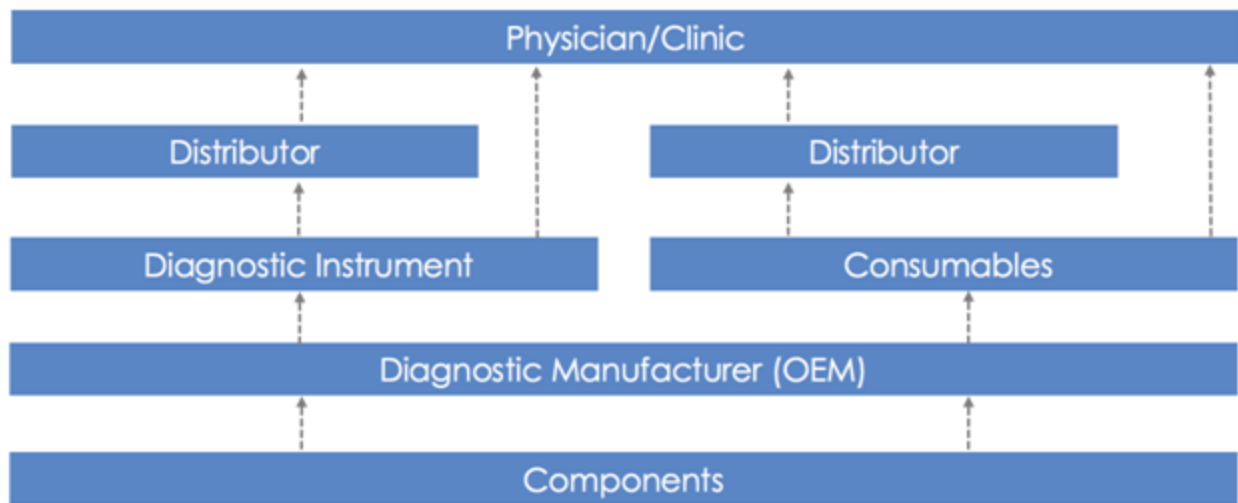 Physician/Clinic
Distributor
Distributor
Diagnostic Instrument
Consumables
Diagnostic Manufacturer (OEM)
Components